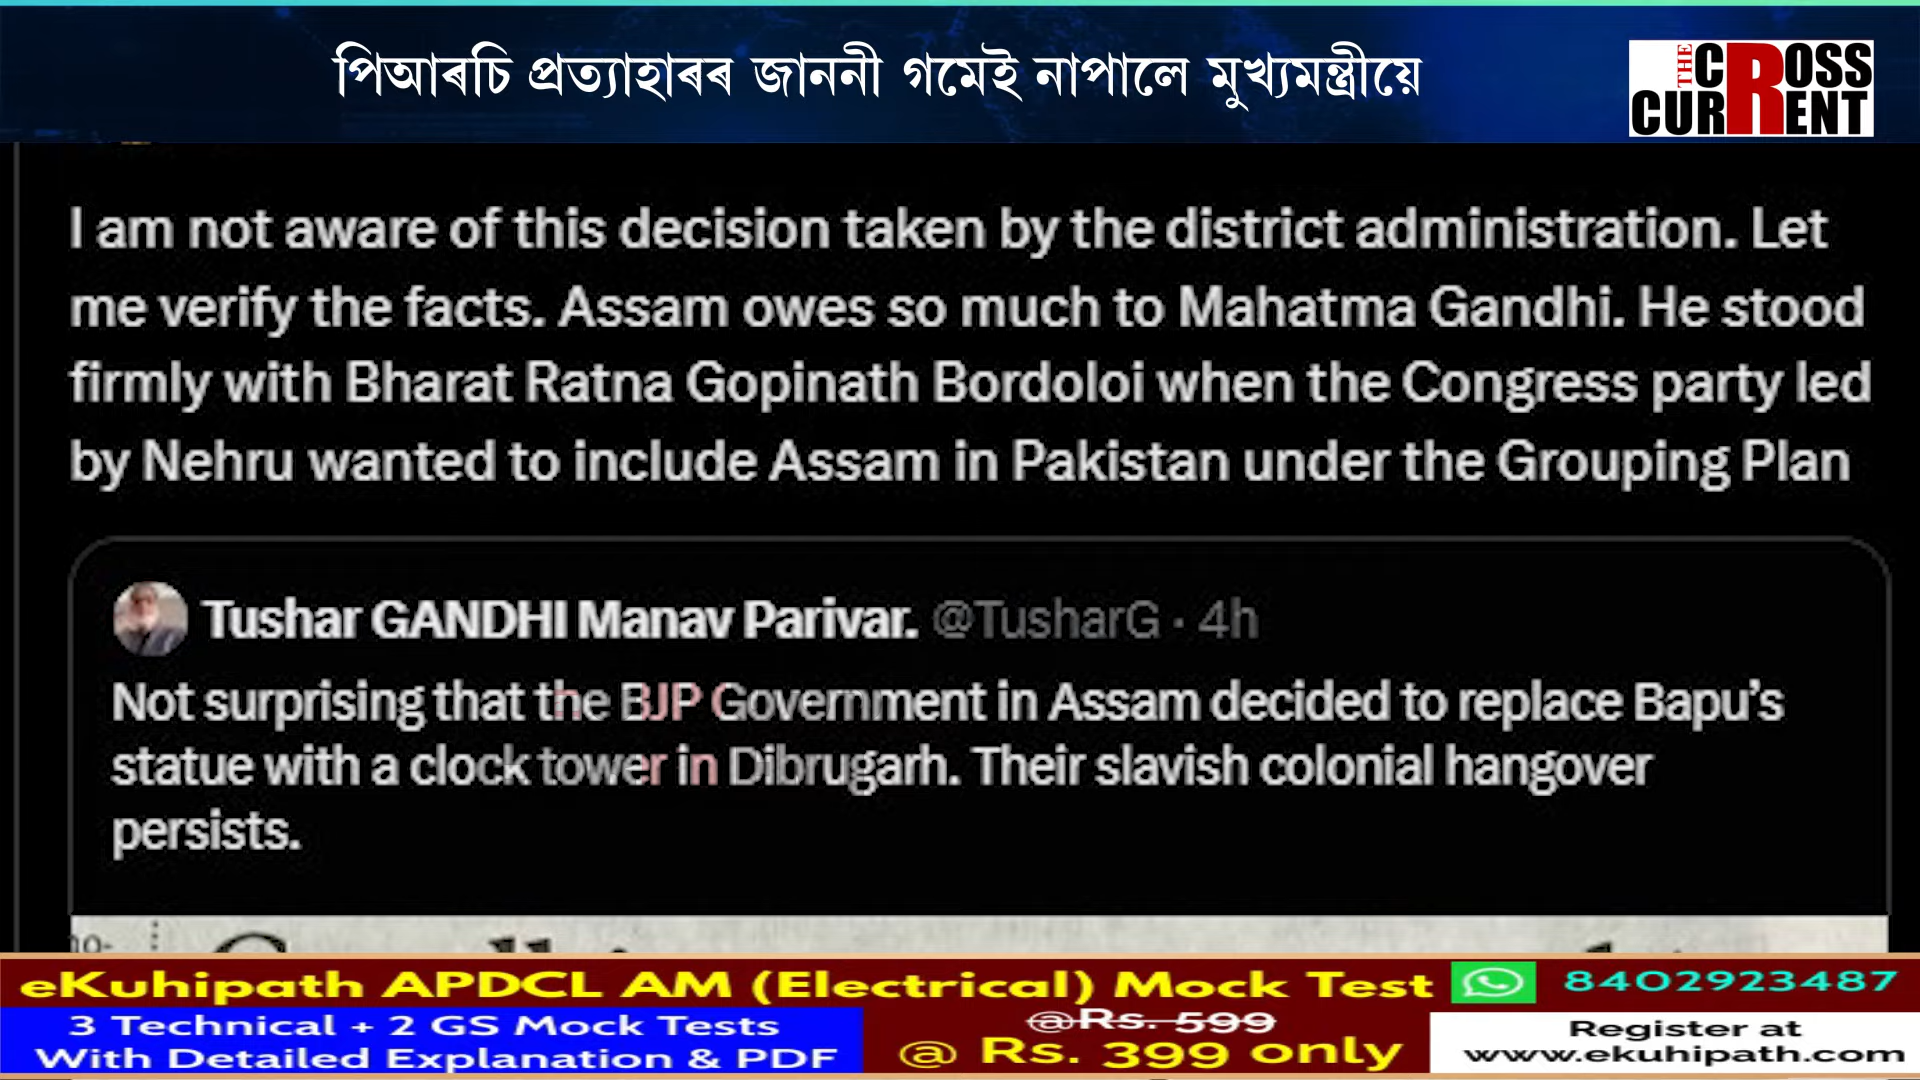 পিআৰচি প্ৰত্যাহাৰৰ জাননী গমেই নাপালে মুখ্যমন্ত্ৰীয়ে
THE CROSS
CURRENT
I am not aware of this decision taken by the district administration. Let
me verify the facts. Assam owes so much to Mahatma Gandhi. He stood
firmly with Bharat Ratna Gopinath Bordoloi when the Congress party led
by Nehru wanted to include Assam in Pakistan under the Grouping Plan
Tushar GANDHI Manav Parivar. @TusharG · 4h
Not surprising that the BJP Government in Assam decided to replace Bapu’s
statue with a clock tower in Dibrugarh. Their slavish colonial hangover
persists.
eKuhipath APDCL AM (Electrical) Mock Test 8402923487
3 Technical + 2 GS Mock Tests
With Detailed Explanation & PDF
@Rs. 599
@ Rs. 399 only
Register at
www.ekuhipath.com